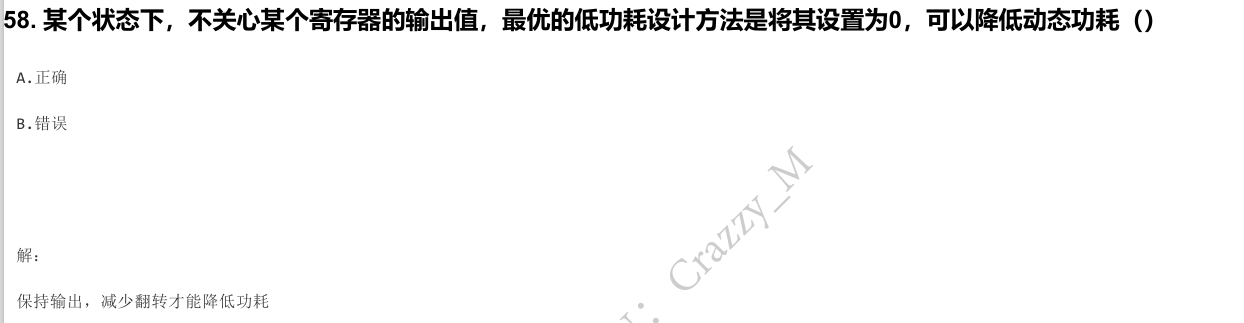 58. 某个状态下，不关心某个寄存器的输出值，最优的低功耗设计方法是将其设置为0，可以降低动态功耗（）
A.正确
B.错误
解：
保持输出，减少翻转才能降低功耗
：Crazzy_M